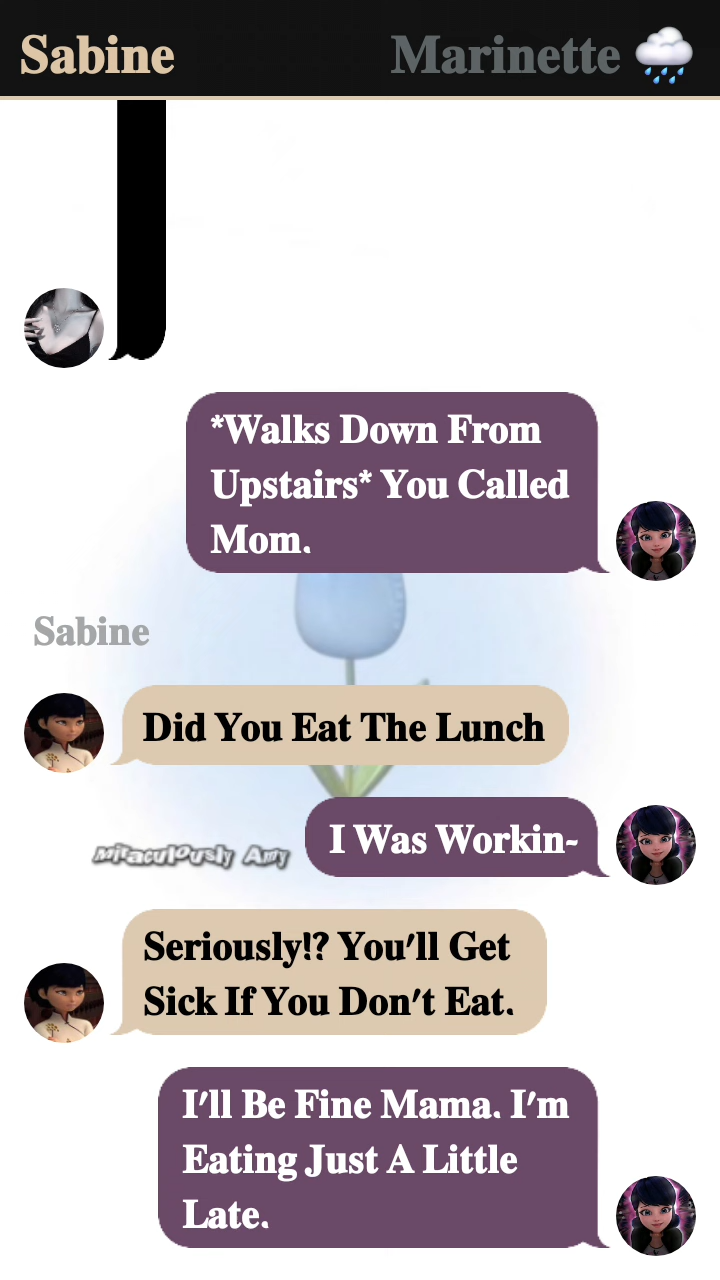 Sabine
Marinette 🌧️
*Walks Down From
Upstairs* You Called
Mom.
Sabine
Did You Eat The Lunch
I Was Workin-
Miraculously Amy
Seriously!? You'll Get
Sick If You Don't Eat.
I'll Be Fine Mama. I'm
Eating Just A Little
Late.